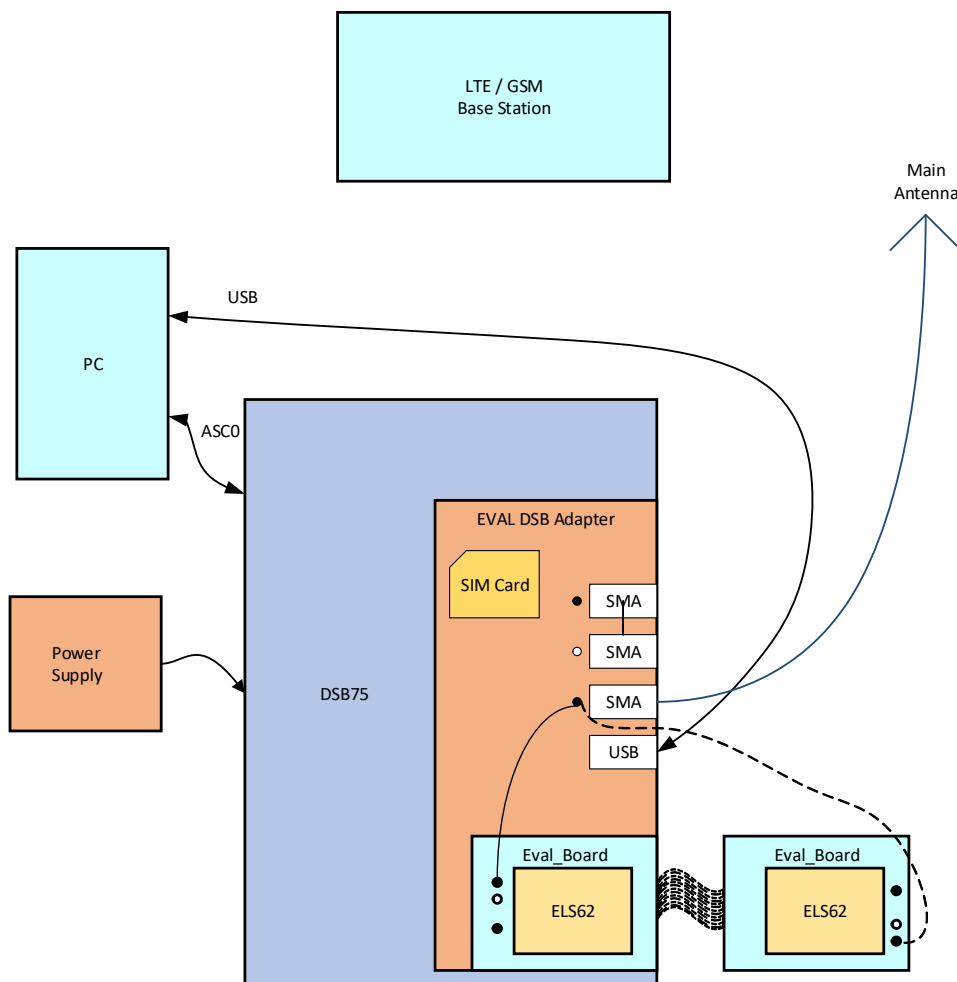 LTE / GSM
Base Station
Main
Antenna
USB
PC
ASC0
EVAL DSB Adapter
SIM Card
SMA
SMA
Power
Supply
DSB75
SMA
USB
Eval_Board
Eval_Board
ELS62
ELS62